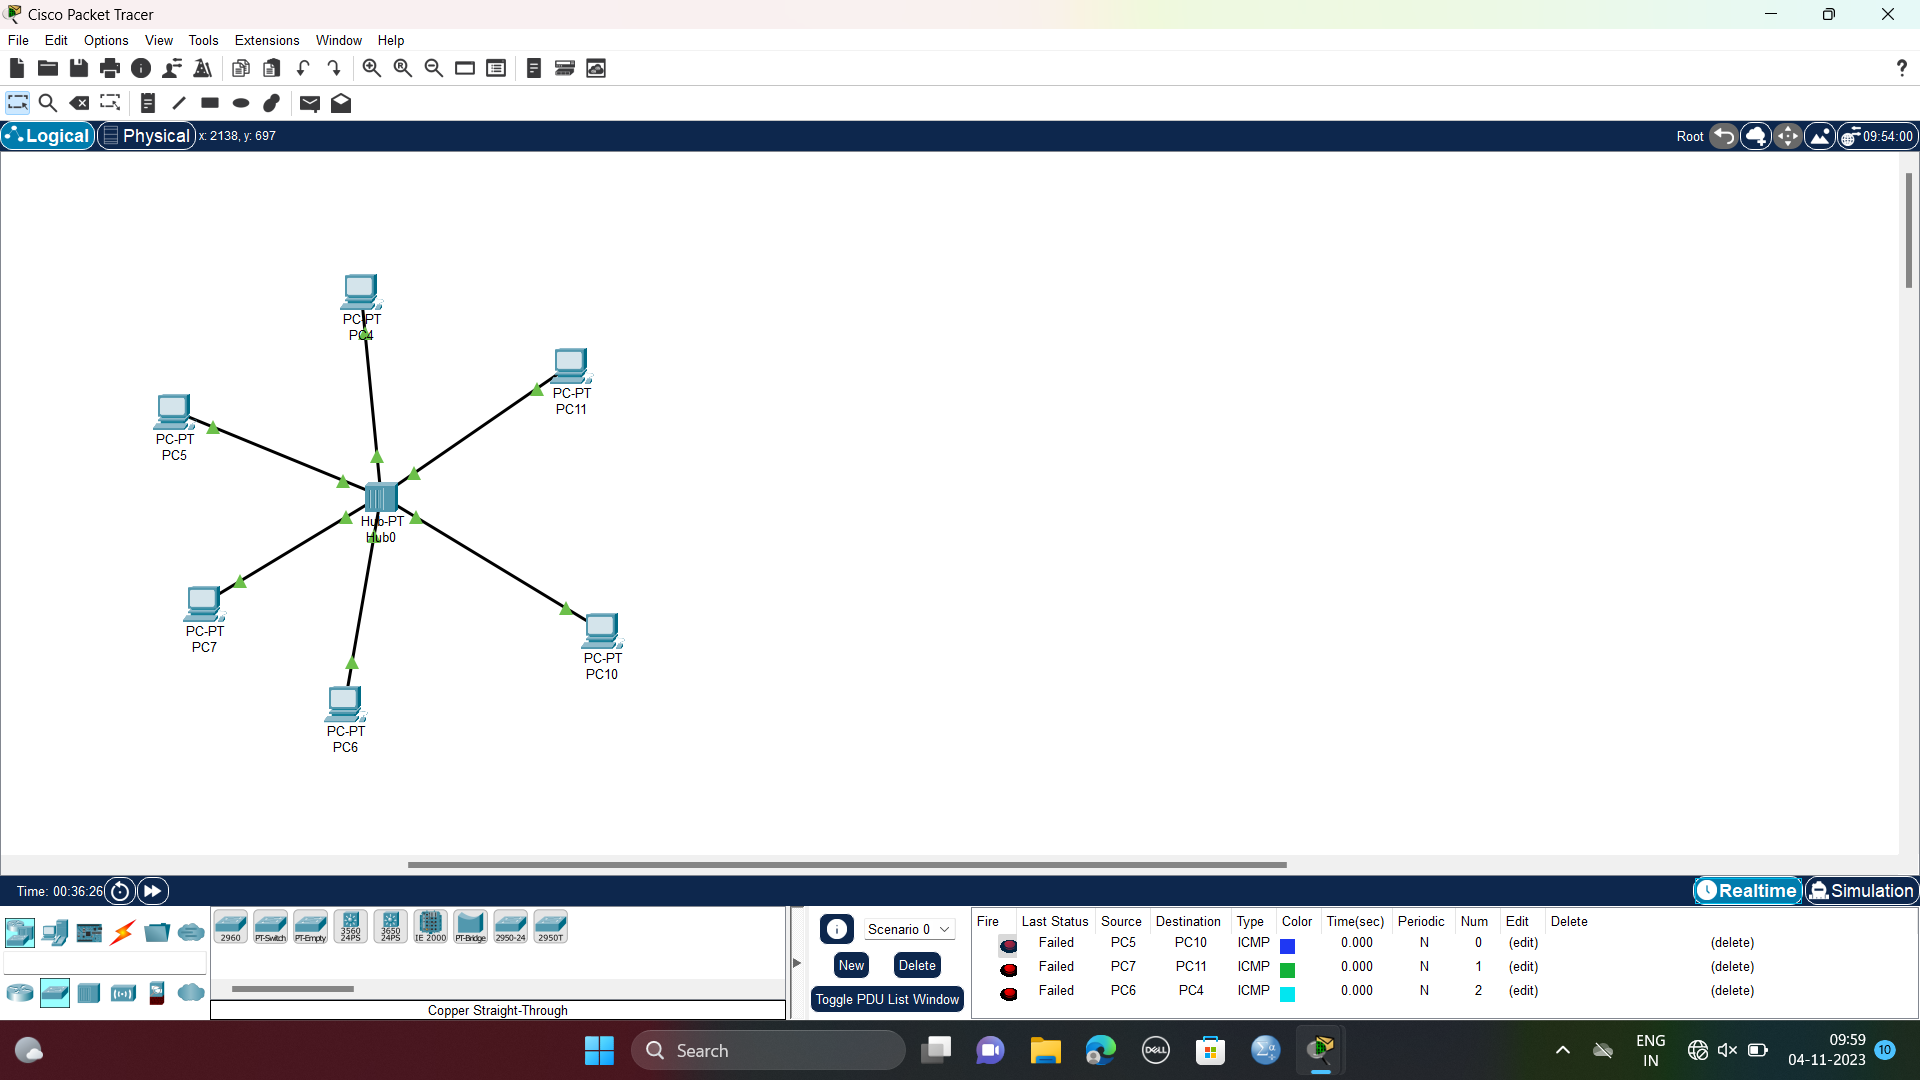 Cisco Packet Tracer
File Edit Options View Tools Extensions Window Help
?
Logical Physical x: 2138, y: 697 Root 09:54:00
PC-PT
PC4
PC-PT
PC11
PC-PT
PC5
Hub-PT
Hub0
PC-PT
PC7
PC-PT
PC10
PC-PT
PC6
Time: 00:36:26 Realtime Simulation
2960 PT-Switch PT-Empty 3560 24PS 3650 24PS IE 2000 PT-Bridge 2950-24 2950T
Copper Straight-Through
Scenario 0
New Delete
Toggle PDU List Window
Fire Last Status Source Destination Type Color Time(sec) Periodic Num Edit Delete
Failed PC5 PC10 ICMP 0.000 N 0 (edit) (delete)
Failed PC7 PC11 ICMP 0.000 N 1 (edit) (delete)
Failed PC6 PC4 ICMP 0.000 N 2 (edit) (delete)
Search
DELL
ENG
IN
09:59
04-11-2023
10